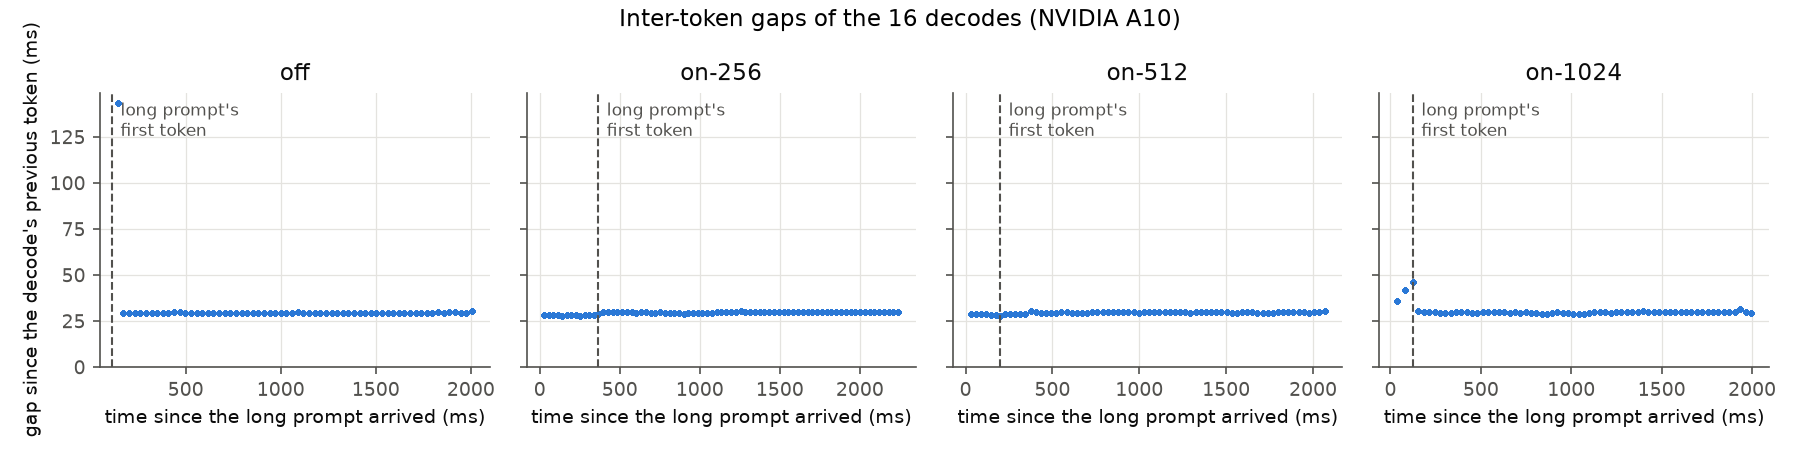 Inter-token gaps of the 16 decodes (NVIDIA A10)
gap since the decode's previous token (ms)
off
long prompt's
first token
125
100
75
50
25
0
500 1000 1500 2000
time since the long prompt arrived (ms)
on-256
long prompt's
first token
0 500 1000 1500 2000
time since the long prompt arrived (ms)
on-512
long prompt's
first token
0 500 1000 1500 2000
time since the long prompt arrived (ms)
on-1024
long prompt's
first token
0 500 1000 1500 2000
time since the long prompt arrived (ms)